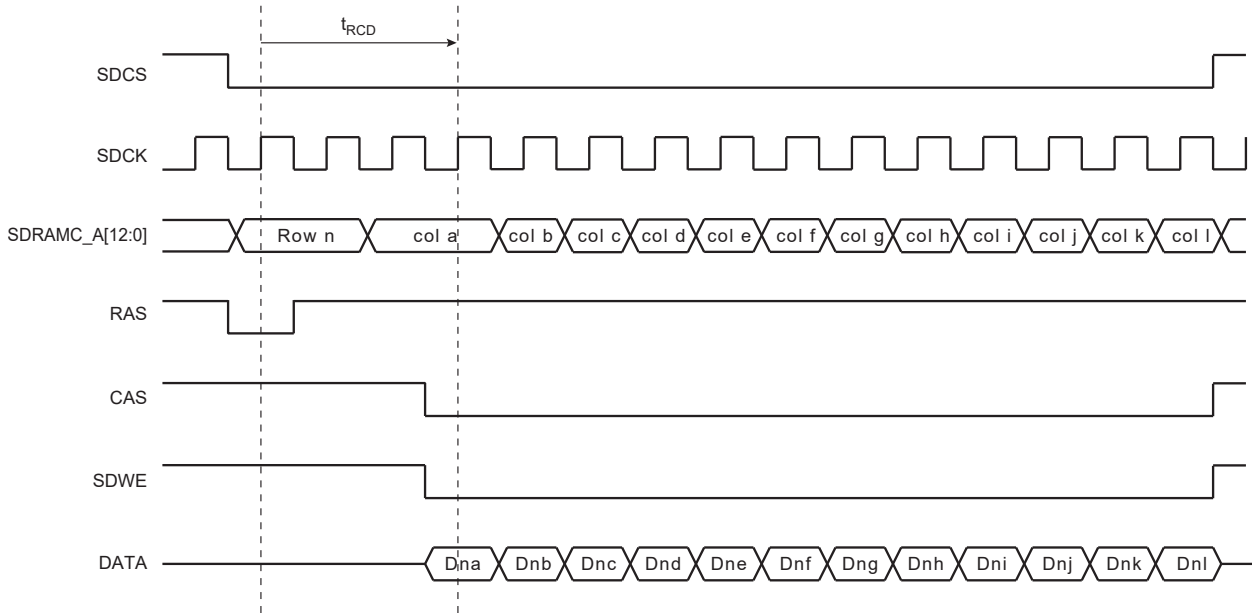 tRCD
SDCS
SDCK
SDRAMC_A[12:0] Row n col a col b col c col d col e col f col g col h col i col j col k col l
RAS
CAS
SDWE
DATA Dna Dnb Dnc Dnd Dne Dnf Dng Dnh Dni Dnj Dnk Dnl